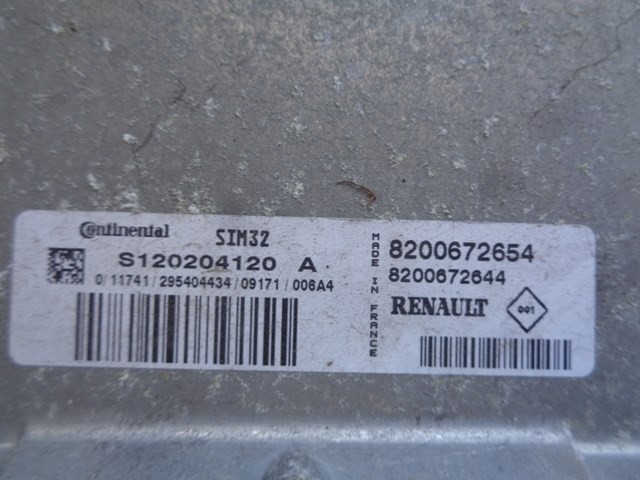 Continental SIM32
S120204120 A
0/11741/295404434/09171/006A4
MADE IN FRANCE
8200672654
8200672644
RENAULT 001